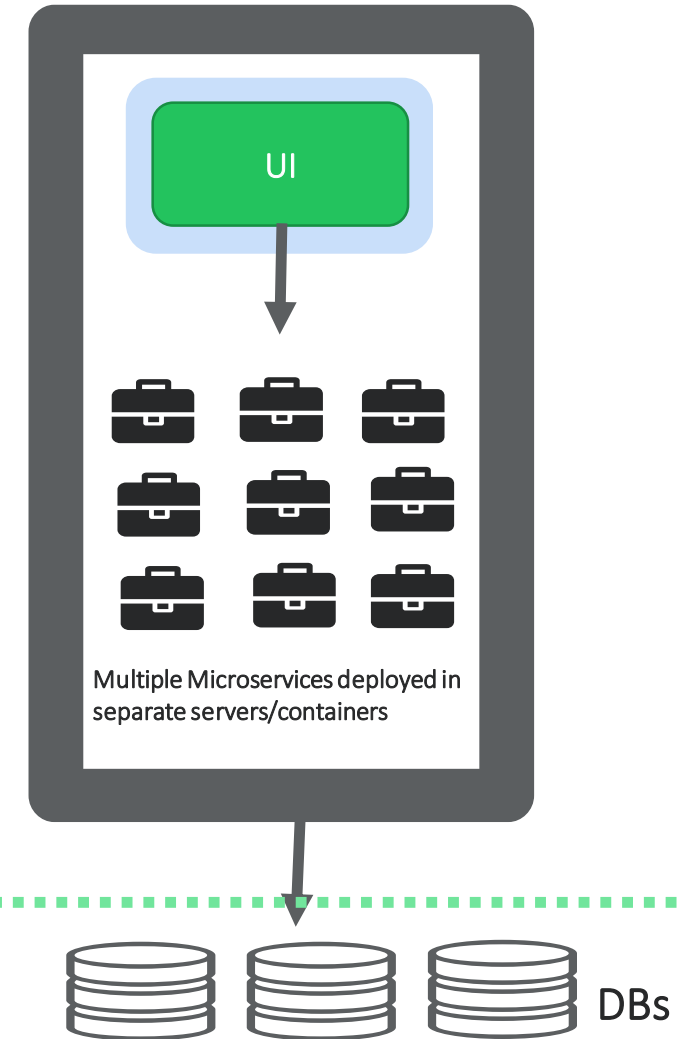 UI
Multiple Microservices deployed in
separate servers/containers
DBs